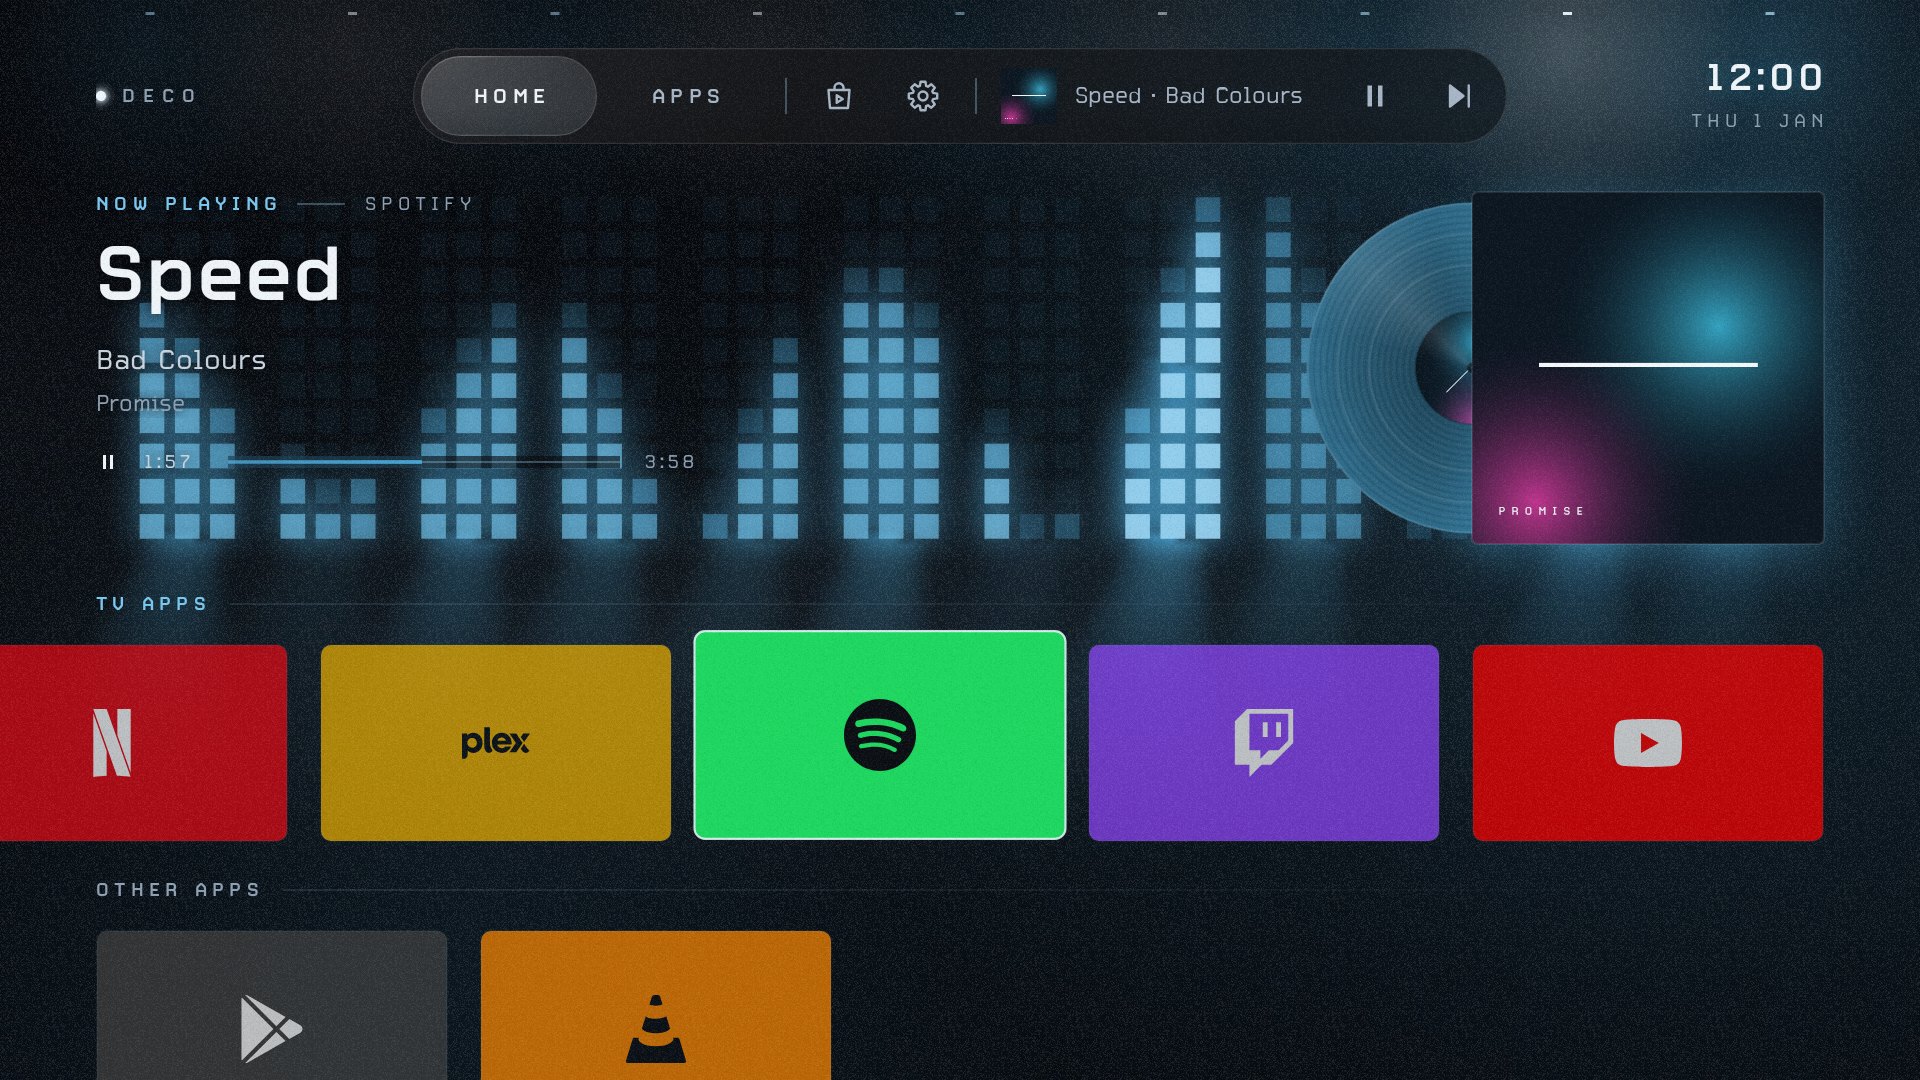 DECO
HOME
APPS
Speed · Bad Colours
12:00
THU 1 JAN
NOW PLAYING
SPOTIFY
Speed
Bad Colours
Promise
1:57
3:58
PROMISE
TV APPS
N
plex
OTHER APPS